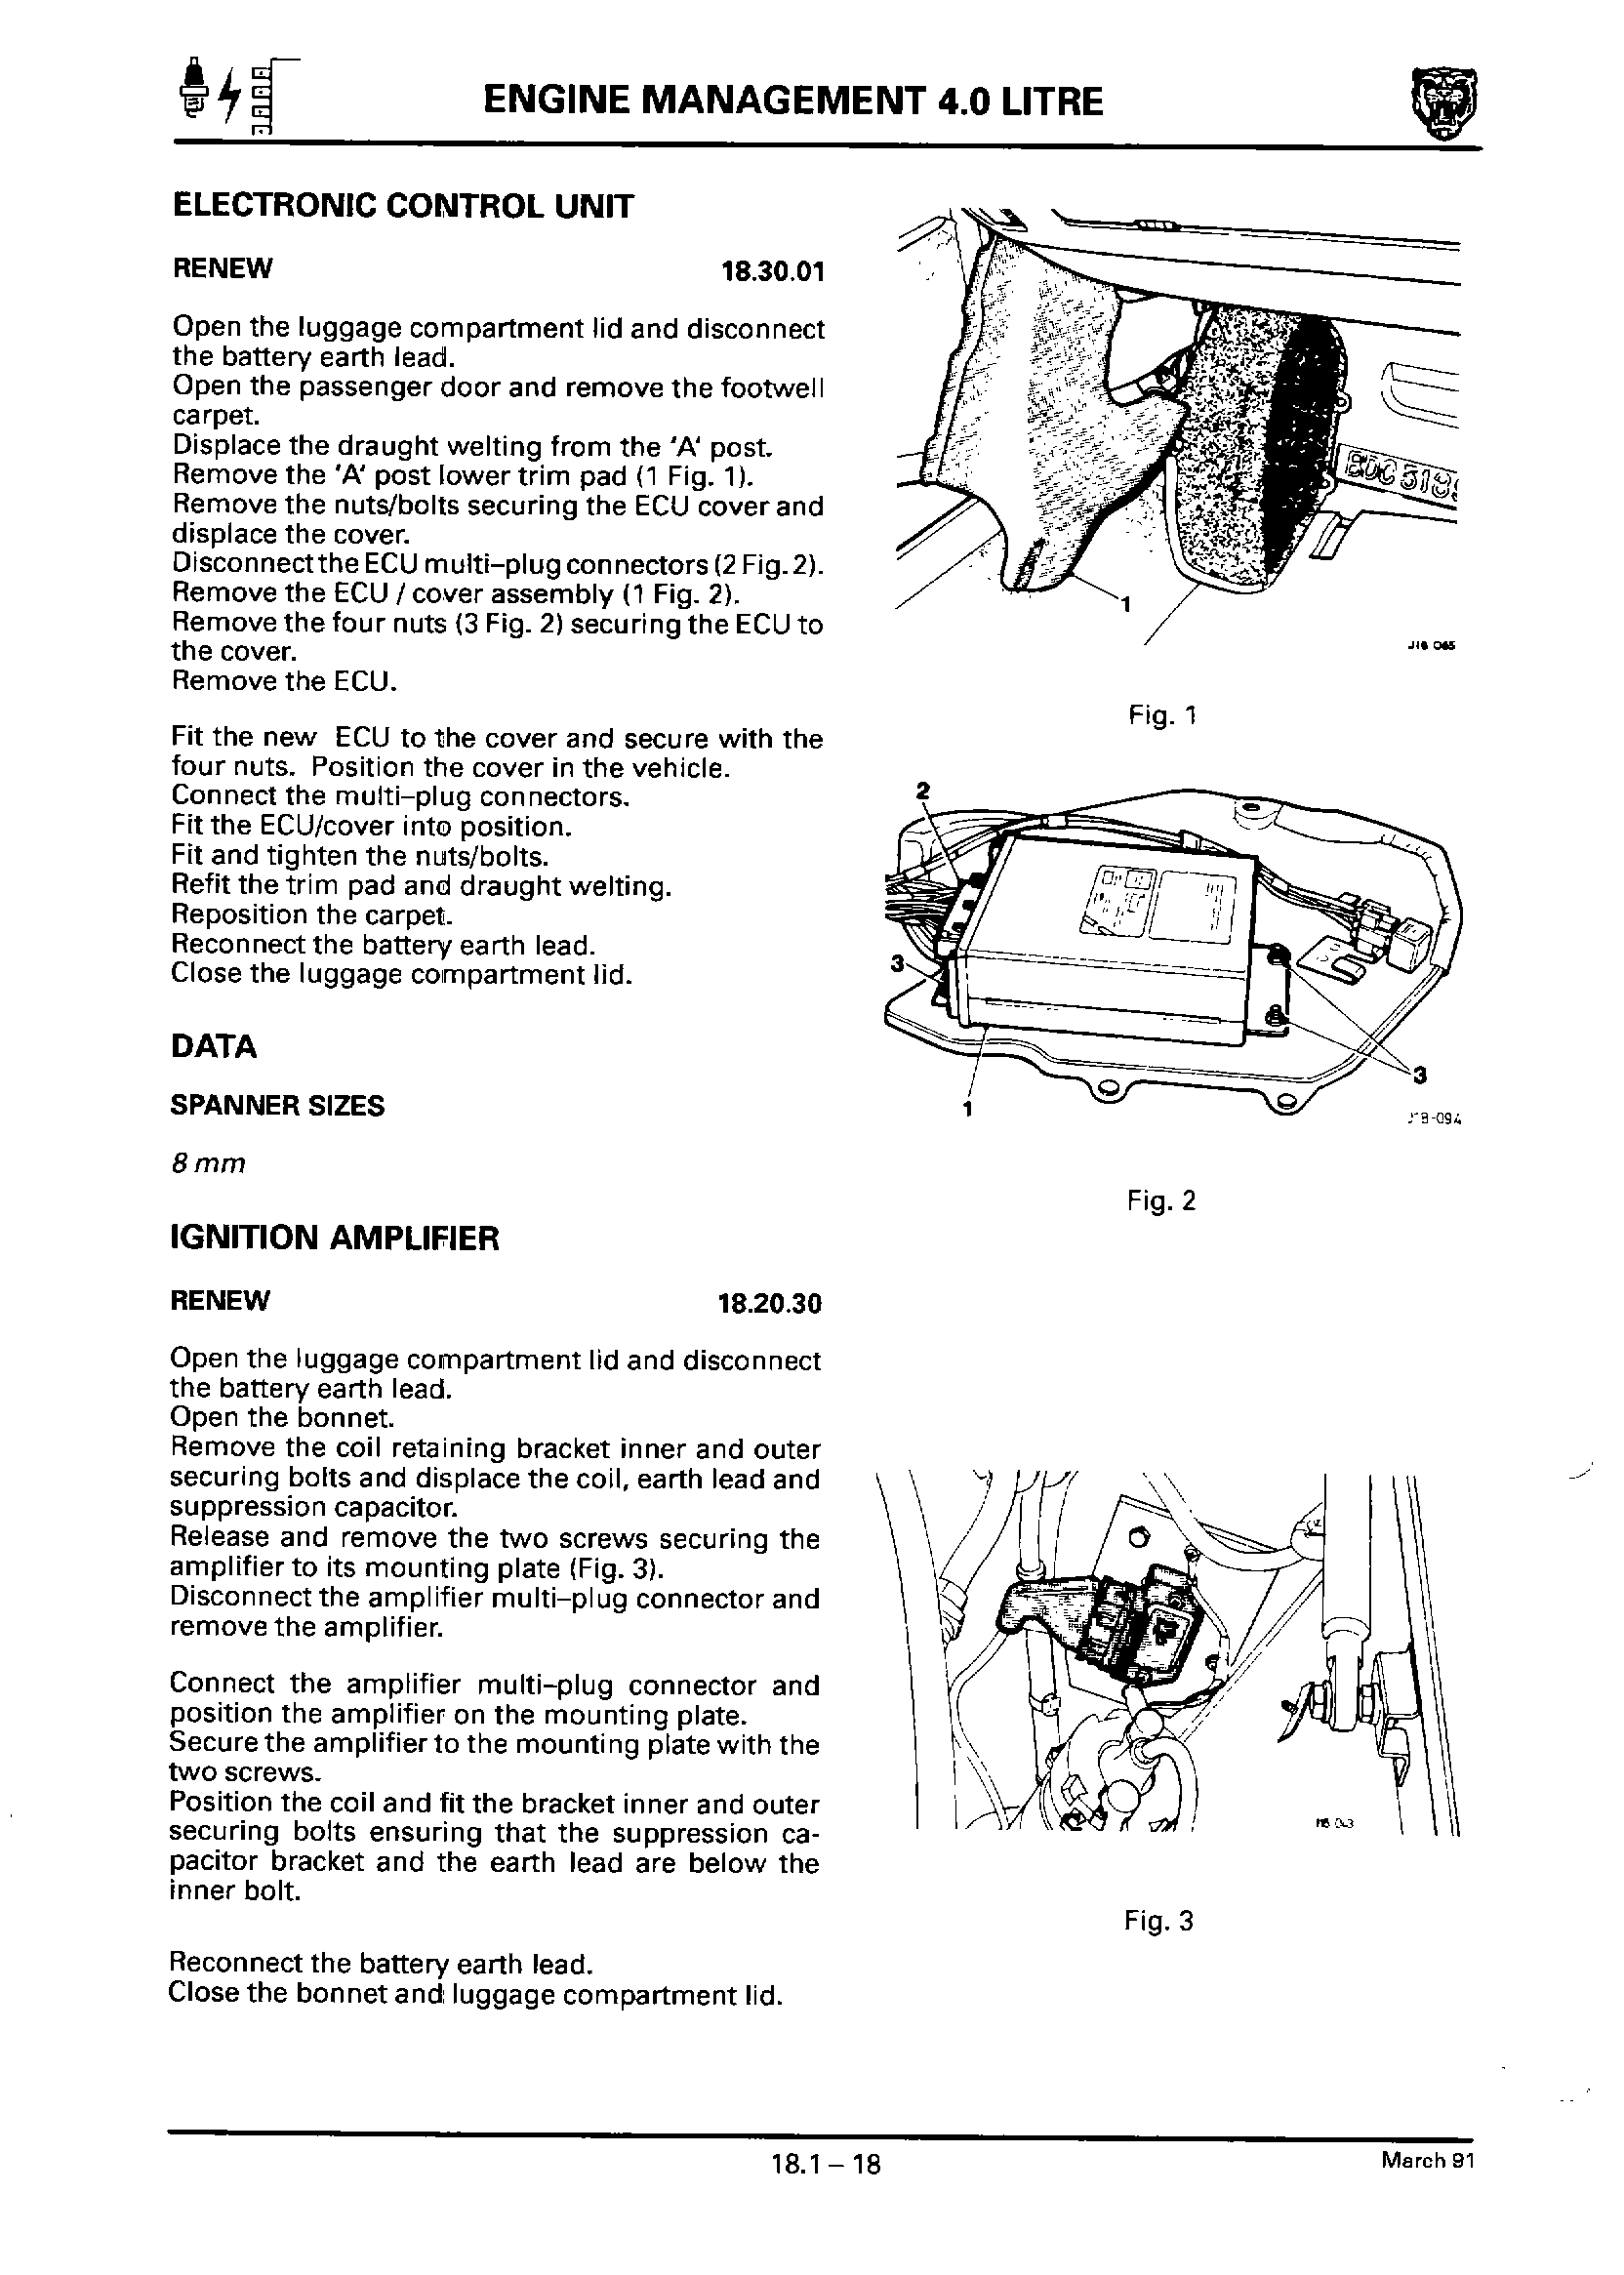 ENGINE MANAGEMENT 4.0 LITRE
ELECTRONIC CONTROL UNIT
RENEW 18.30.01
Open the luggage compartment lid and disconnect
the battery earth lead.
Open the passenger door and remove the footwell
carpet.
Displace the draught welting from the 'A' post.
Remove the 'A' post lower trim pad (1 Fig. 1).
Remove the nuts/bolts securing the ECU cover and
displace the cover.
Disconnect the ECU multi-plug connectors (2 Fig. 2).
Remove the ECU / cover assembly (1 Fig. 2).
Remove the four nuts (3 Fig. 2) securing the ECU to
the cover.
Remove the ECU.
Fit the new ECU to the cover and secure with the
four nuts. Position the cover in the vehicle.
Connect the multi-plug connectors.
Fit the ECU/cover into position.
Fit and tighten the nuts/bolts.
Refit the trim pad and draught welting.
Reposition the carpet.
Reconnect the battery earth lead.
Close the luggage compartment lid.
DATA
SPANNER SIZES
8 mm
IGNITION AMPLIFIER
RENEW 18.20.30
Open the luggage compartment lid and disconnect
the battery earth lead.
Open the bonnet.
Remove the coil retaining bracket inner and outer
securing bolts and displace the coil, earth lead and
suppression capacitor.
Release and remove the two screws securing the
amplifier to its mounting plate (Fig. 3).
Disconnect the amplifier multi-plug connector and
remove the amplifier.
Connect the amplifier multi-plug connector and
position the amplifier on the mounting plate.
Secure the amplifier to the mounting plate with the
two screws.
Position the coil and fit the bracket inner and outer
securing bolts ensuring that the suppression ca-
pacitor bracket and the earth lead are below the
inner bolt.
Reconnect the battery earth lead.
Close the bonnet and luggage compartment lid.
1
J18 065
Fig. 1
2
3
3
1
Fig. 2
Fig. 3
18.1 – 18
March 91